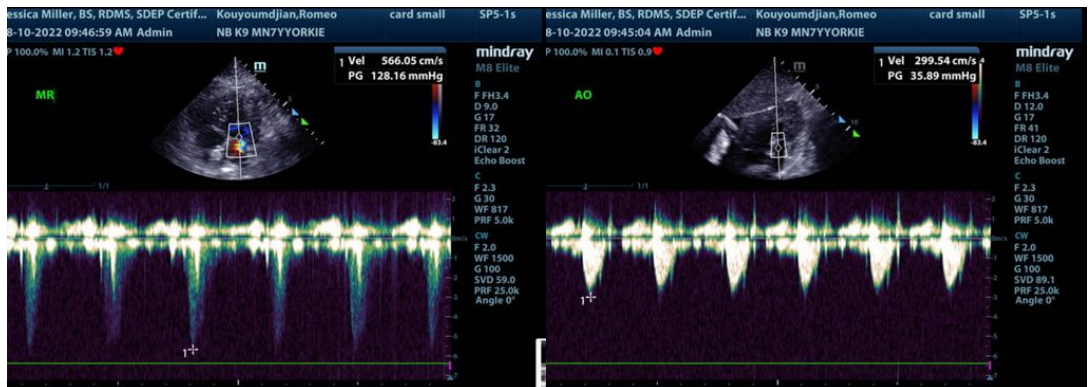 essica Miller, BS, RDMS, SDEP Certif... Kouyoumdjian,Romeo card small SP5-1s
8-10-2022 09:46:59 AM Admin NB K9 MN7YYORKIE
P 100.0% MI 1.2 TIS 1.2
1 Vel 566.05 cm/s
PG 128.16 mmHg
mindray
M8 Elite
m
MR
B
F FH3.4
D 9.0
G 17
FR 32
DR 120
iClear 2
Echo Boost
-83.4
C
F 2.3
G 30
WF 817
PRF 5.0k
CW
F 2.0
WF 1500
G 100
SVD 59.0
PRF 25.0k
Angle 0°
1/1
1
essica Miller, BS, RDMS, SDEP Certif... Kouyoumdjian,Romeo card small SP5-1s
8-10-2022 09:45:04 AM Admin NB K9 MN7YYORKIE
P 100.0% MI 0.1 TIS 0.9
1 Vel 299.54 cm/s
PG 35.89 mmHg
mindray
M8 Elite
m
AO
B
F FH3.4
D 12.0
G 17
FR 41
DR 120
iClear 2
Echo Boost
-83.4
C
F 2.3
G 30
WF 817
PRF 5.0k
CW
F 2.0
WF 1500
G 100
SVD 89.1
PRF 25.0k
Angle 0°
1/1
1